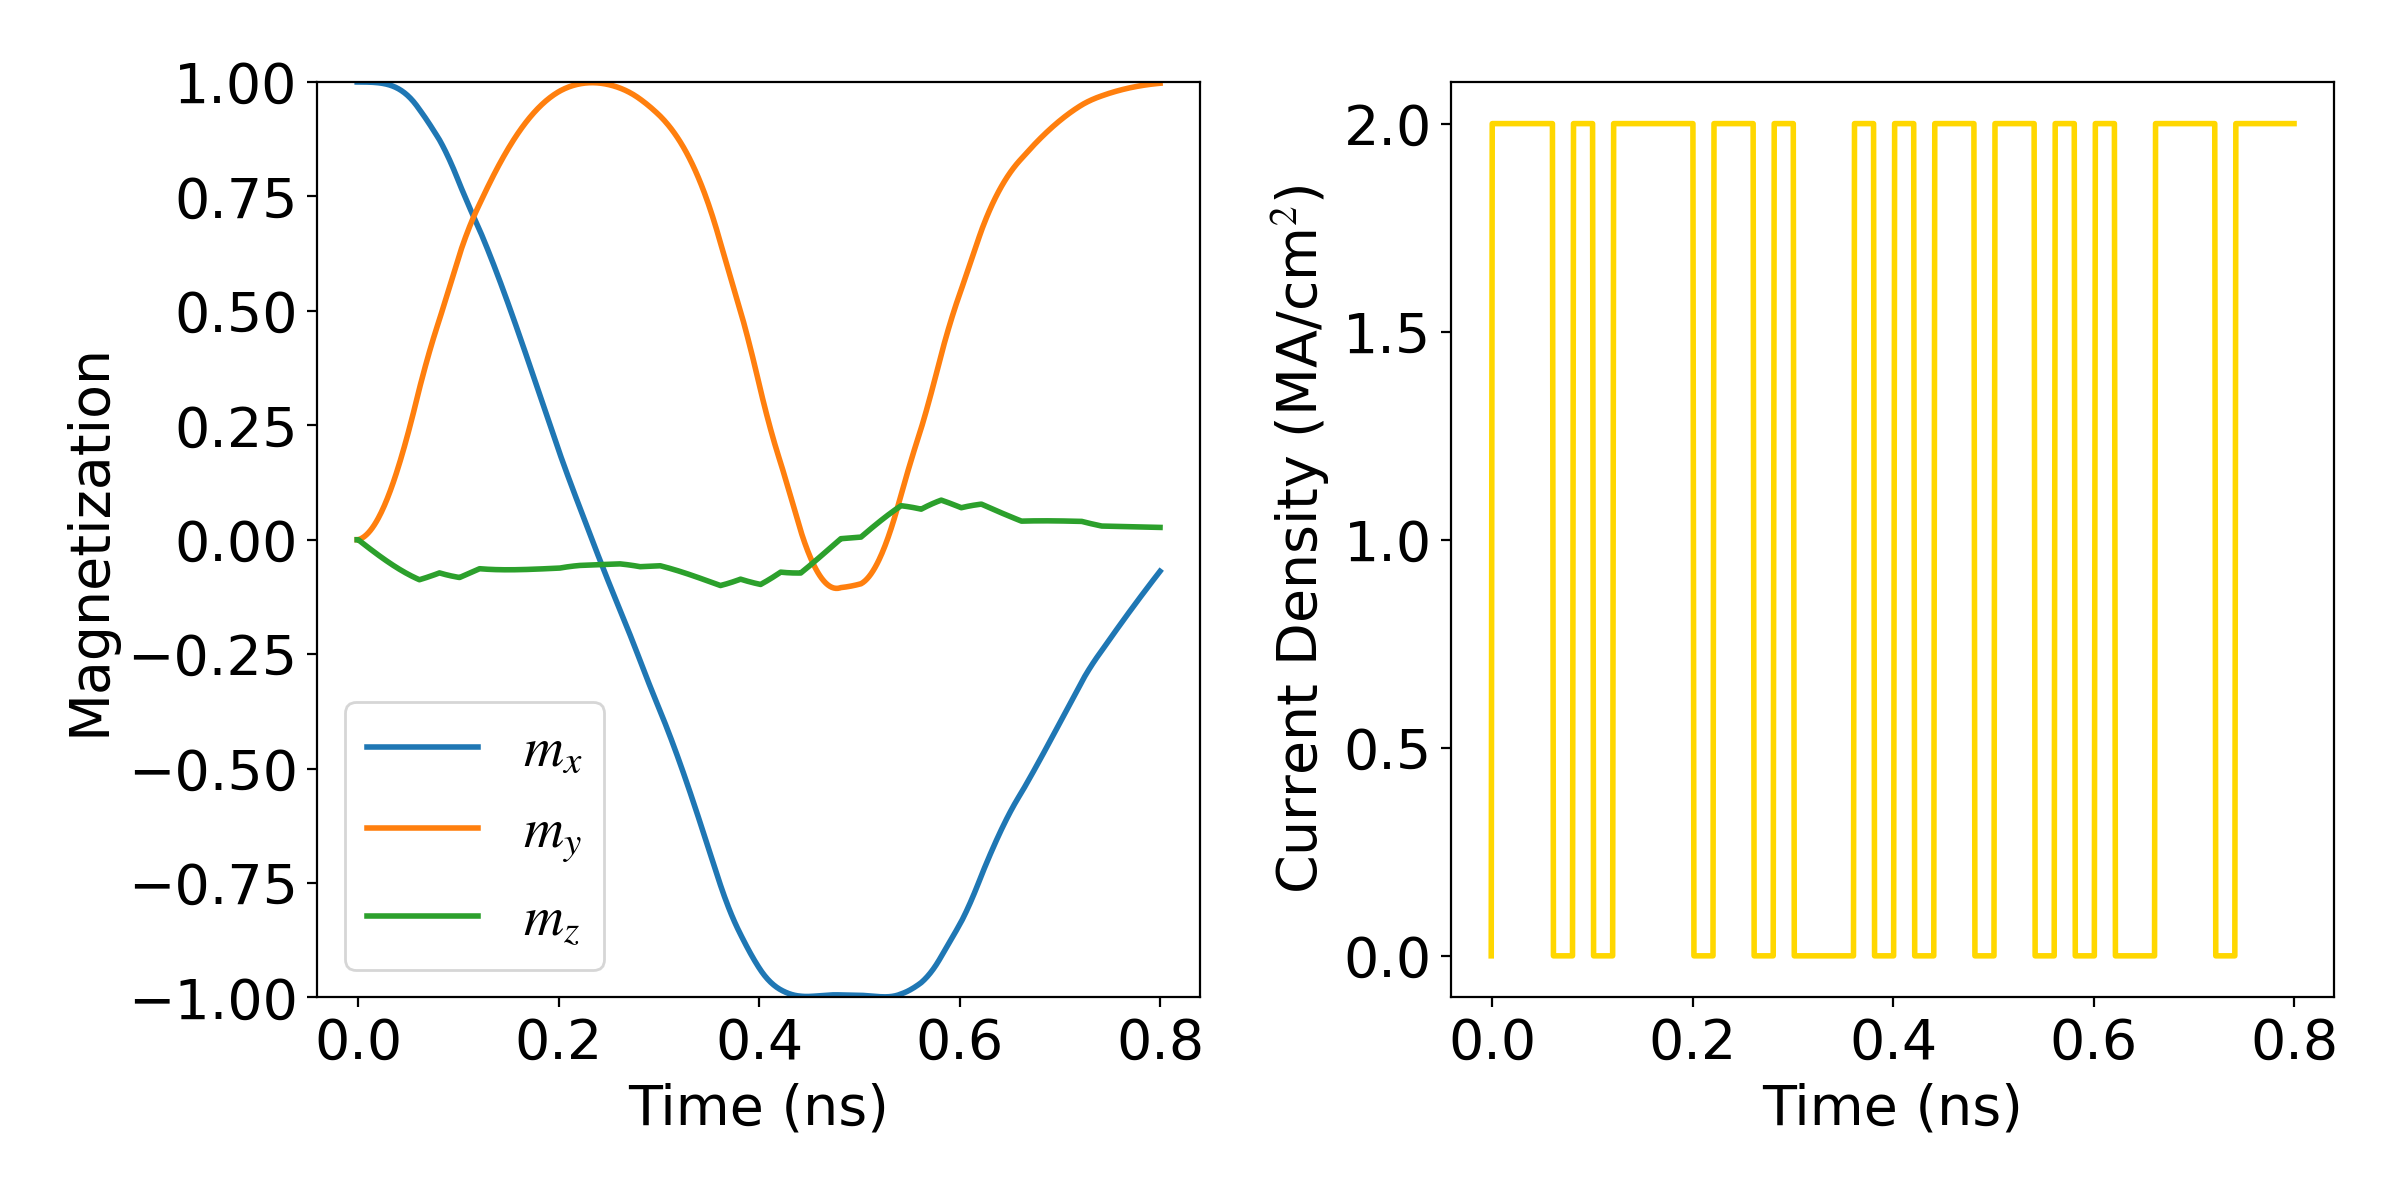 1.00
0.75
0.50
0.25
0.00
−0.25
−0.50
−0.75
−1.00
Magnetization
m_x
m_y
m_z
0.0 0.2 0.4 0.6 0.8
Time (ns)
2.0
1.5
1.0
0.5
0.0
Current Density (MA/cm²)
0.0 0.2 0.4 0.6 0.8
Time (ns)